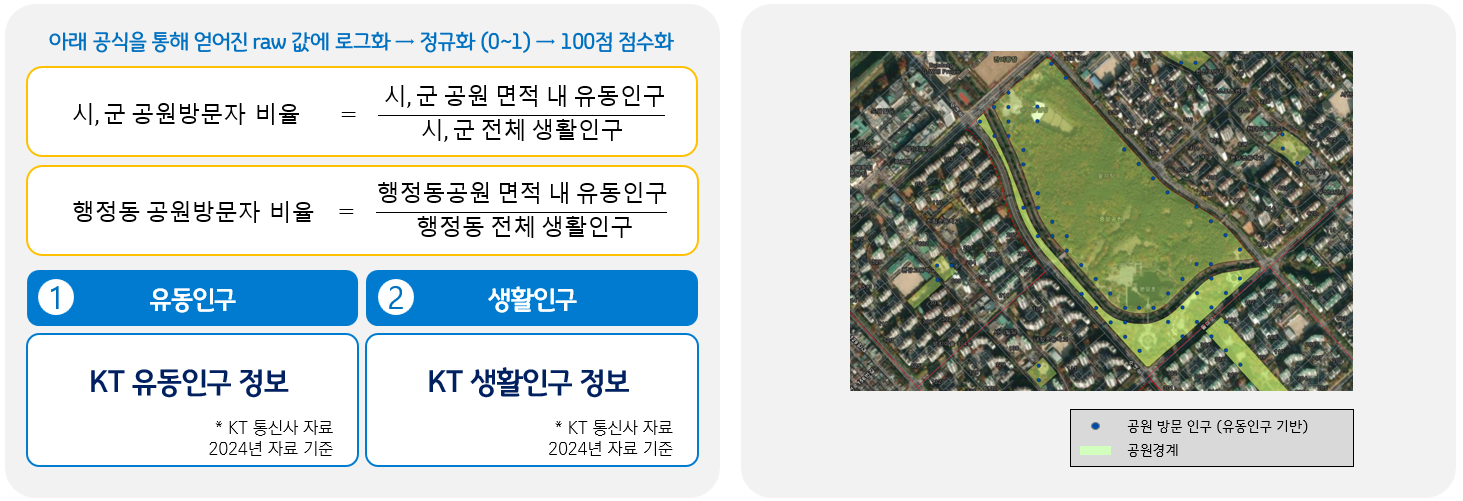 아래 공식을 통해 얻어진 raw 값에 로그화 → 정규화 (0~1) → 100점 점수화
시, 군 공원방문자 비율 = 시, 군 공원 면적 내 유동인구
시, 군 전체 생활인구
행정동 공원방문자 비율 = 행정동공원 면적 내 유동인구
행정동 전체 생활인구
1 유동인구
2 생활인구
KT 유동인구 정보
* KT 통신사 자료
2024년 자료 기준
KT 생활인구 정보
* KT 통신사 자료
2024년 자료 기준
공원 방문 인구 (유동인구 기반)
공원경계